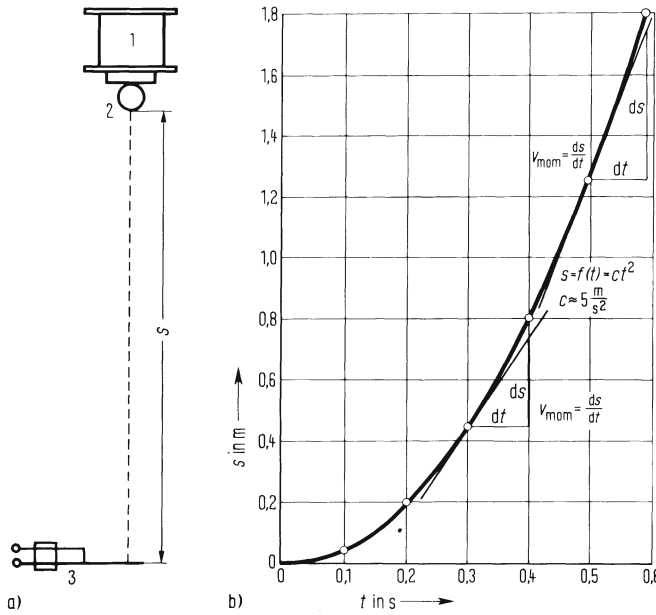 1
2
s
3
a)
1,8
1,6
1,4
1,2
1,0
0,8
0,6
0,4
0,2
0
s in m
ds
v_mom = ds/dt
dt
s = f(t) = ct²
c ≈ 5 m/s²
ds
dt
v_mom = ds/dt
0 0,1 0,2 0,3 0,4 0,5 0,6
b)
t in s